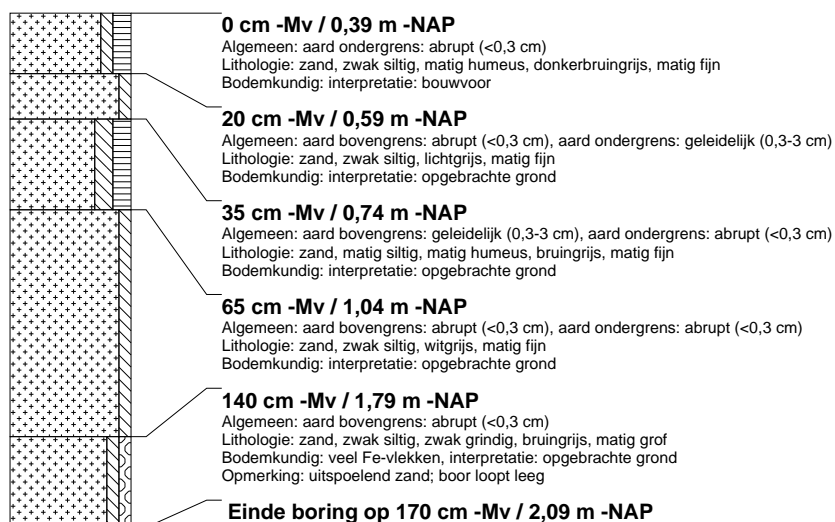 0 cm -Mv / 0,39 m -NAP
Algemeen: aard ondergrens: abrupt (<0,3 cm)
Lithologie: zand, zwak siltig, matig humeus, donkerbruingrijs, matig fijn
Bodemkundig: interpretatie: bouwvoor
20 cm -Mv / 0,59 m -NAP
Algemeen: aard bovengrens: abrupt (<0,3 cm), aard ondergrens: geleidelijk (0,3-3 cm)
Lithologie: zand, zwak siltig, lichtgrijs, matig fijn
Bodemkundig: interpretatie: opgebrachte grond
35 cm -Mv / 0,74 m -NAP
Algemeen: aard bovengrens: geleidelijk (0,3-3 cm), aard ondergrens: abrupt (<0,3 cm)
Lithologie: zand, matig siltig, matig humeus, bruingrijs, matig fijn
Bodemkundig: interpretatie: opgebrachte grond
65 cm -Mv / 1,04 m -NAP
Algemeen: aard bovengrens: abrupt (<0,3 cm), aard ondergrens: abrupt (<0,3 cm)
Lithologie: zand, zwak siltig, witgrijs, matig fijn
Bodemkundig: interpretatie: opgebrachte grond
140 cm -Mv / 1,79 m -NAP
Algemeen: aard bovengrens: abrupt (<0,3 cm)
Lithologie: zand, zwak siltig, zwak grindig, bruingrijs, matig grof
Bodemkundig: veel Fe-vlekken, interpretatie: opgebrachte grond
Opmerking: uitspoelend zand; boor loopt leeg
Einde boring op 170 cm -Mv / 2,09 m -NAP